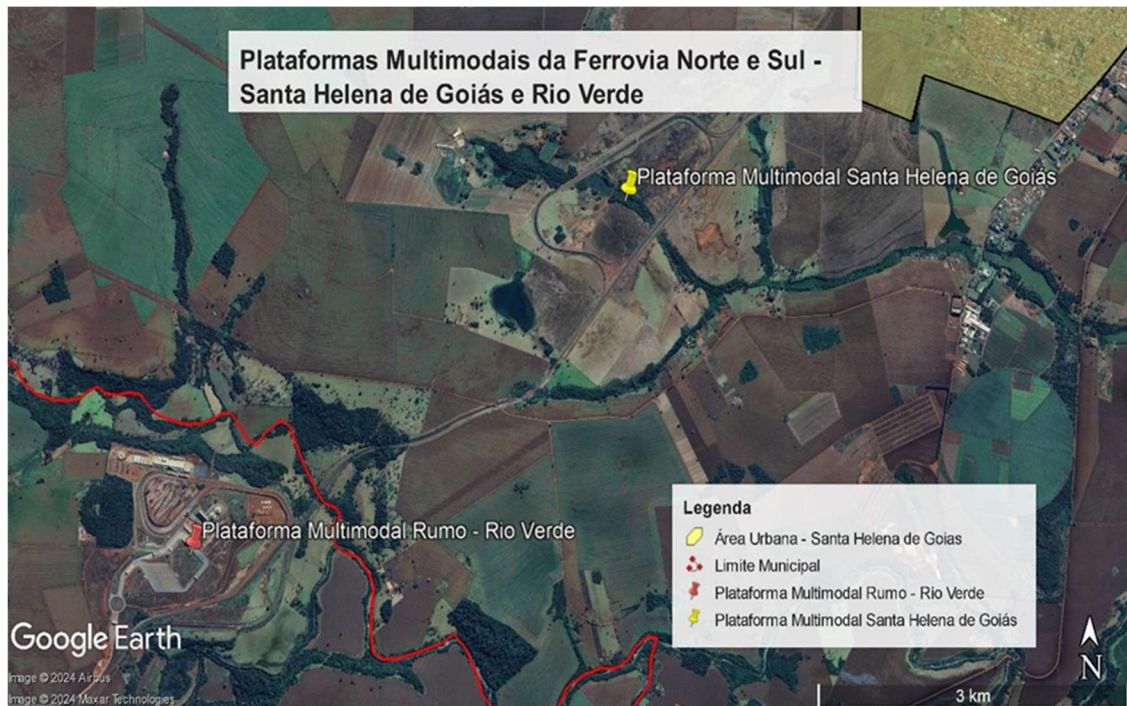 Plataformas Multimodais da Ferrovia Norte e Sul -
Santa Helena de Goiás e Rio Verde
Plataforma Multimodal Santa Helena de Goiás
Plataforma Multimodal Rumo - Rio Verde
Legenda
Área Urbana - Santa Helena de Goias
Limite Municipal
Plataforma Multimodal Rumo - Rio Verde
Plataforma Multimodal Santa Helena de Goiás
Google Earth
Image © 2024 Airbus
Image © 2024 Maxar Technologies
N
3 km